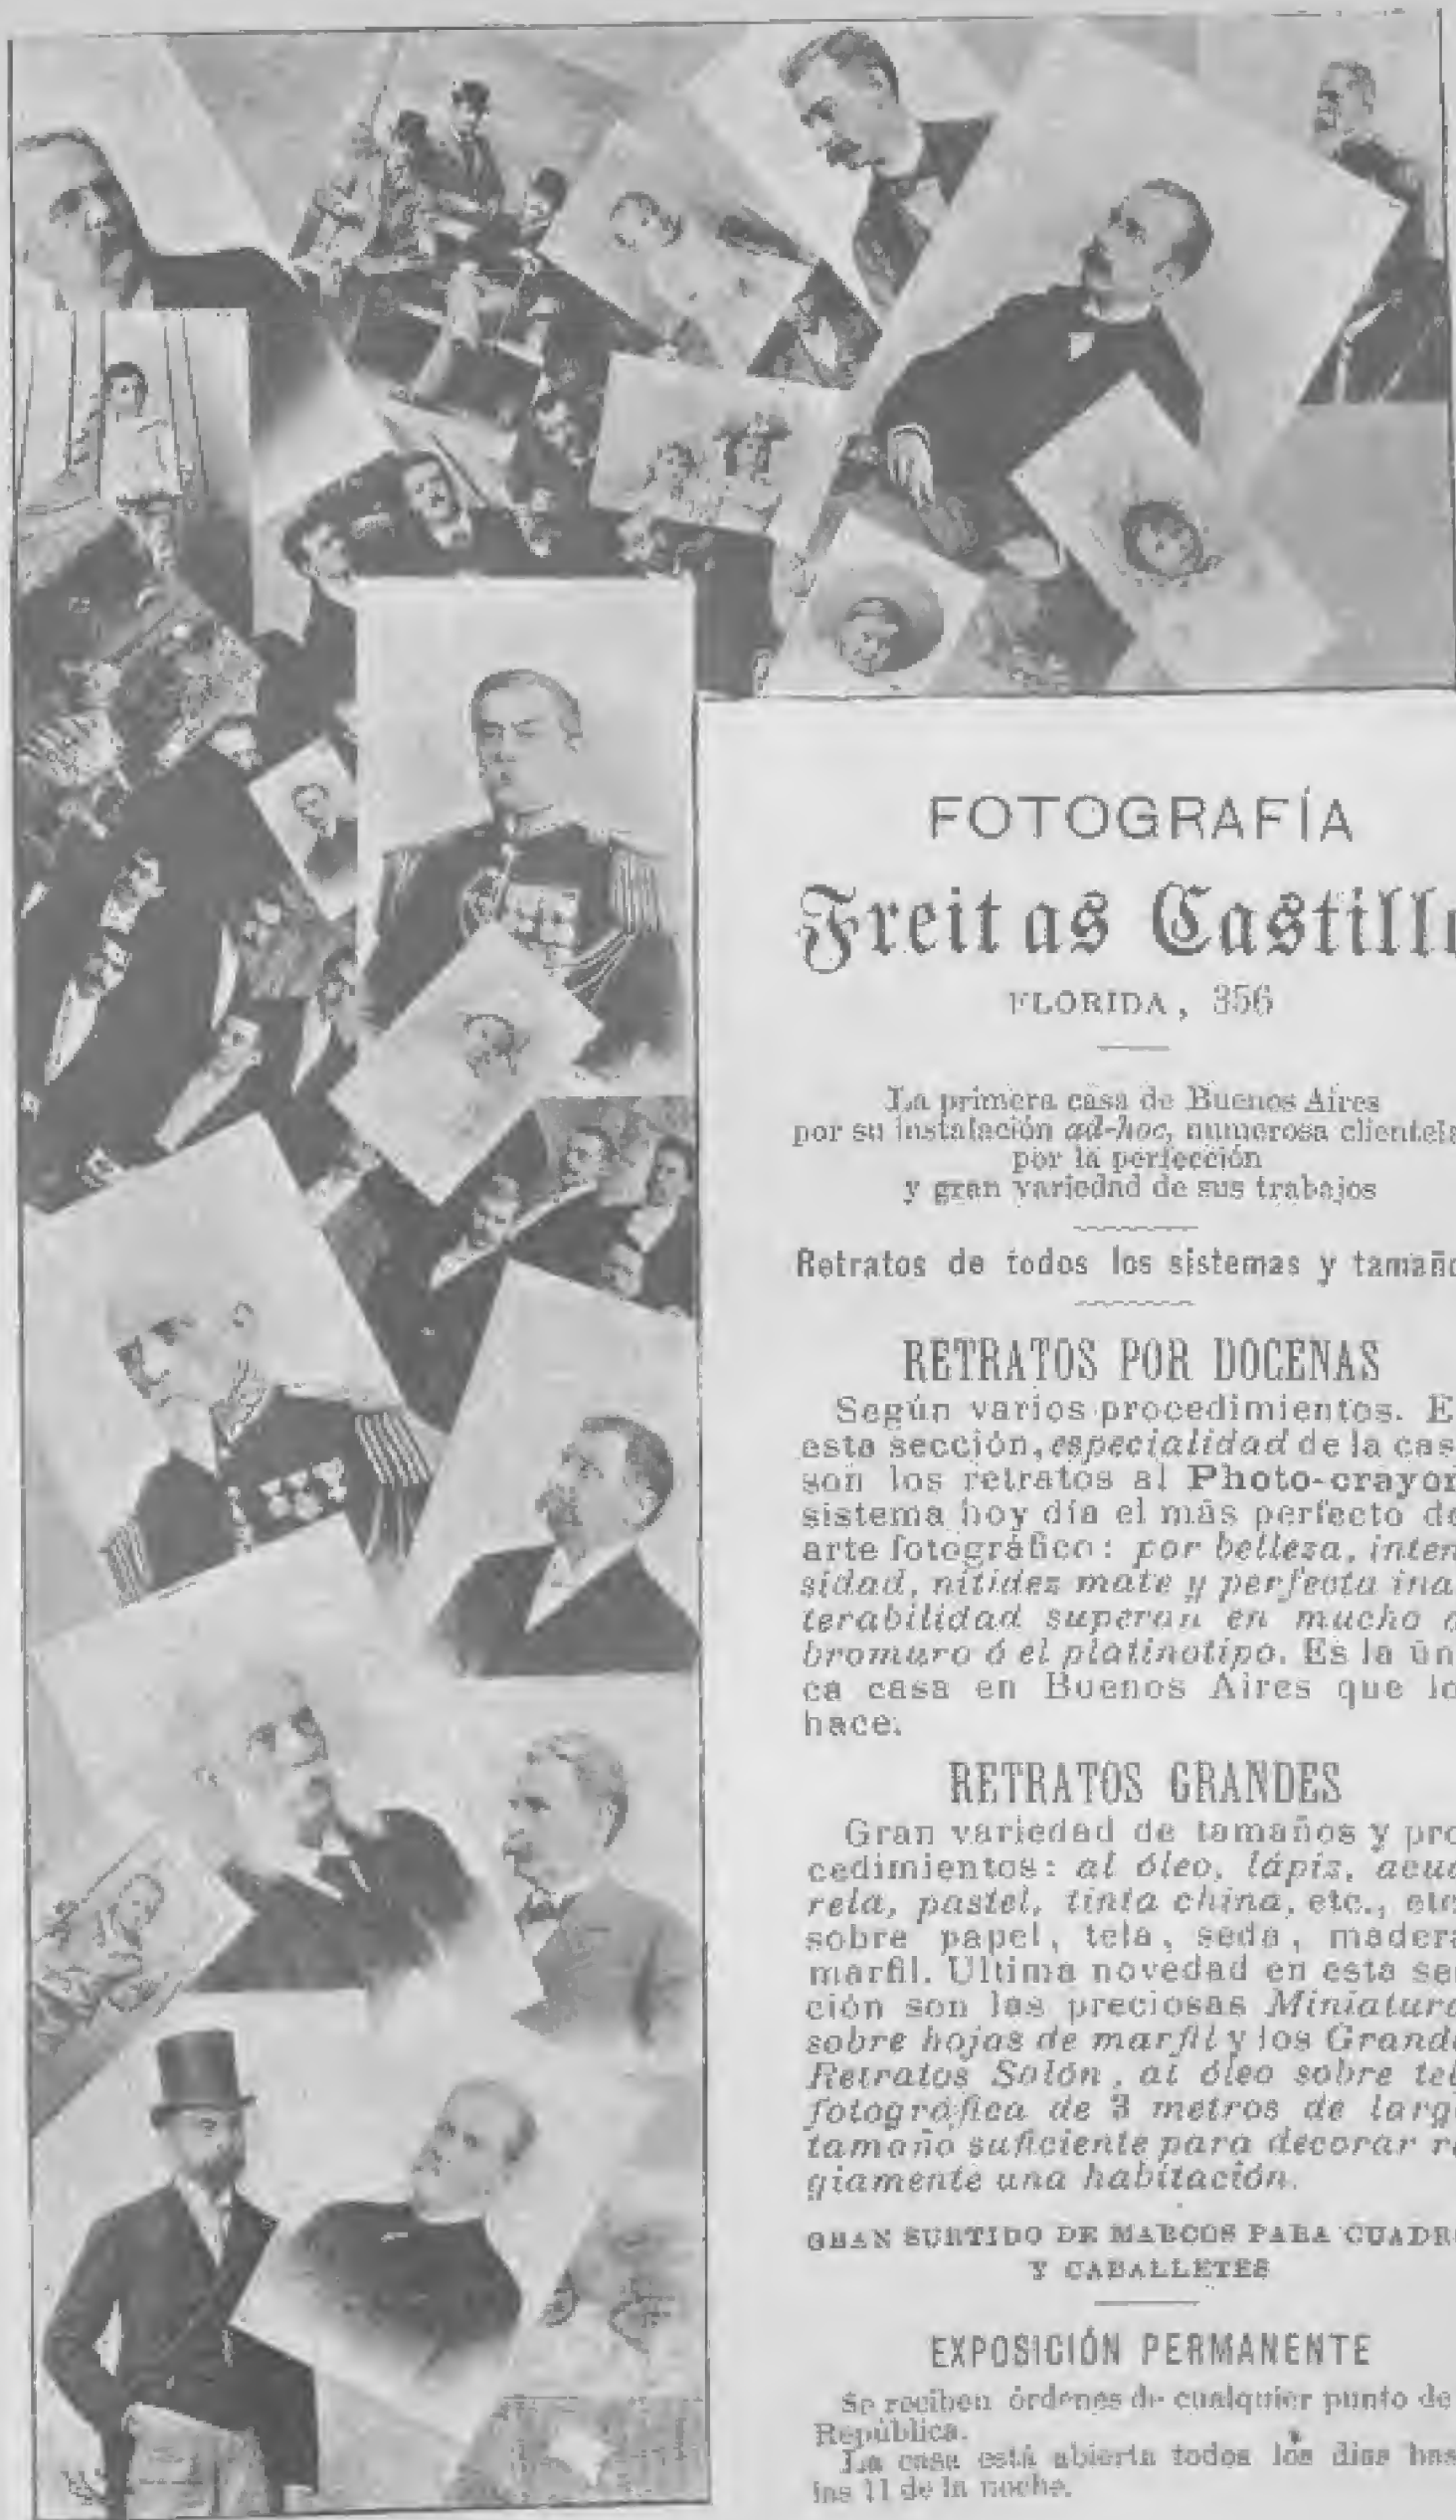 FOTOGRAFÍA
Freitas Castill
FLORIDA, 356
La primera casa de Buenos Aires
por su instalación ad-hoc, numerosa clientela
por la perfección
y gran variedad de sus trabajos
Retratos de todos los sistemas y tamaño
RETRATOS POR DOCENAS
Según varios procedimientos. E
esta sección, especialidad de la cas
son los retratos al Photo-crayon
sistema hoy día el más perfecto de
arte fotográfico: por belleza, inten
sidad, nitidez mate y perfecta ina
terabilidad superan en mucho a
bromuro ó el platinotipo. Es la úni
ca casa en Buenos Aires que lo
hace.
RETRATOS GRANDES
Gran variedad de tamaños y pro
cedimientos: al óleo, lápiz, acua
rela, pastel, tinta china, etc., etc
sobre papel, tela, seda, madera
marfil. Ultima novedad en esta sec
ción son las preciosas Miniatura
sobre hojas de marfil y los Grande
Retratos Salón, al óleo sobre tel
fotográfica de 3 metros de larg
tamaño suficiente para decorar re
giamente una habitación.
GRAN SURTIDO DE MARCOS PARA CUADRO
Y CABALLETES
EXPOSICIÓN PERMANENTE
Se reciben órdenes de cualquier punto de
República.
La casa está abierta todos los dias has
las 11 de la noche.